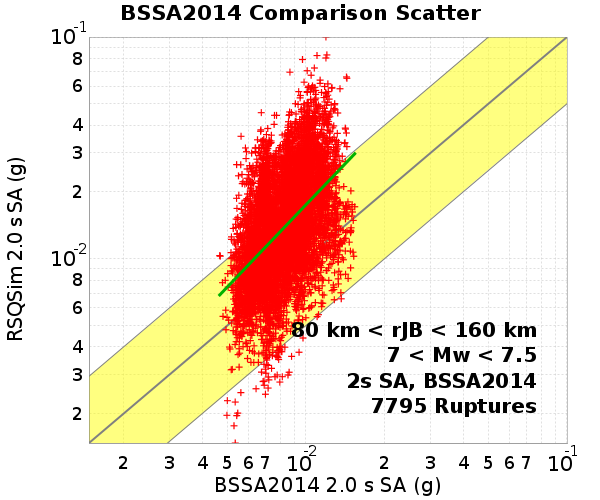 BSSA2014 Comparison Scatter
10-1
8
6
4
3
2
10-2
8
6
4
3
2
RSQSim 2.0 s SA (g)
80 km < rJB < 160 km
7 < Mw < 7.5
2s SA, BSSA2014
7795 Ruptures
2 3 4 5 6 7 10-2 2 3 4 5 6 7 10-1
BSSA2014 2.0 s SA (g)